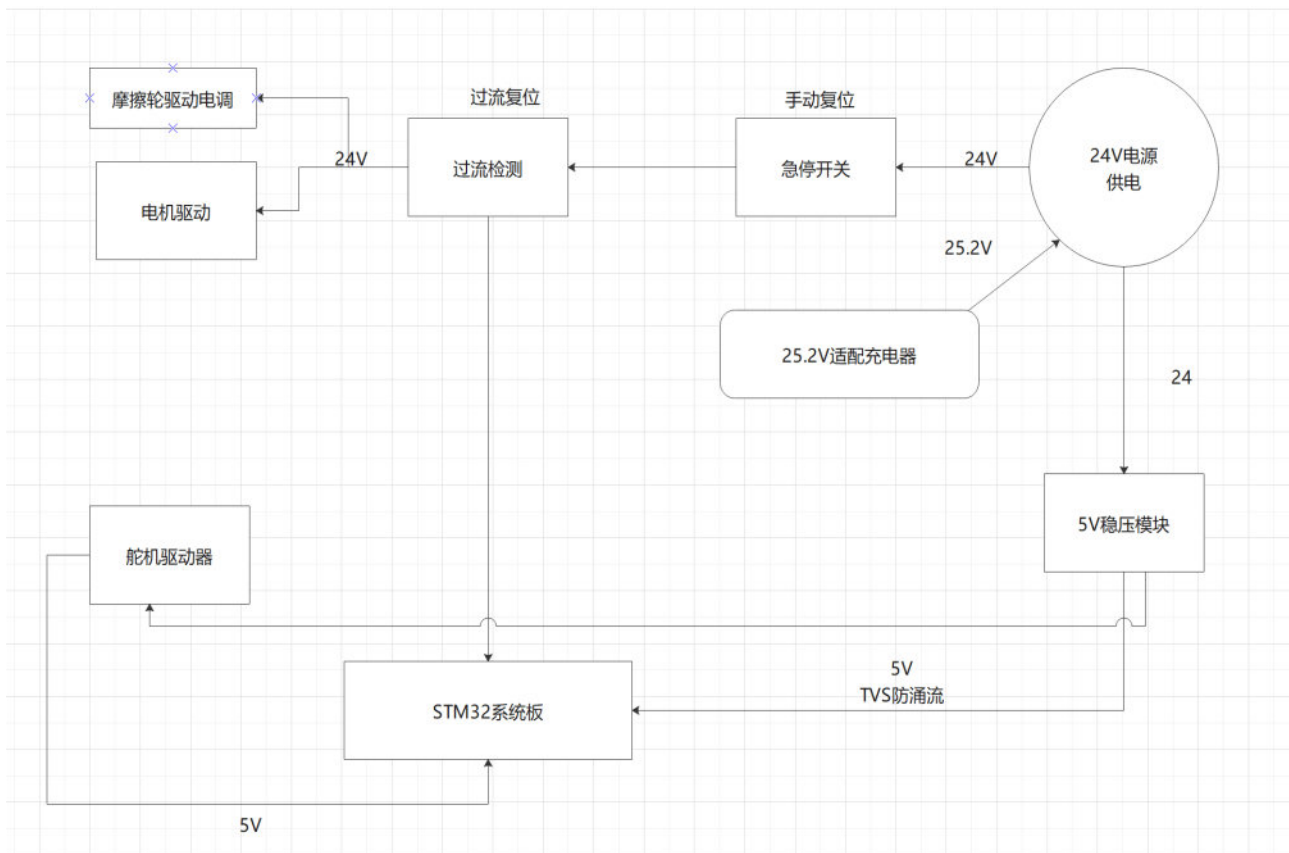 摩擦轮驱动电调
过流复位
手动复位
24V
过流检测
急停开关
24V
24V电源
供电
电机驱动
25.2V
25.2V适配充电器
24
5V稳压模块
舵机驱动器
5V
TVS防涌流
STM32系统板
5V